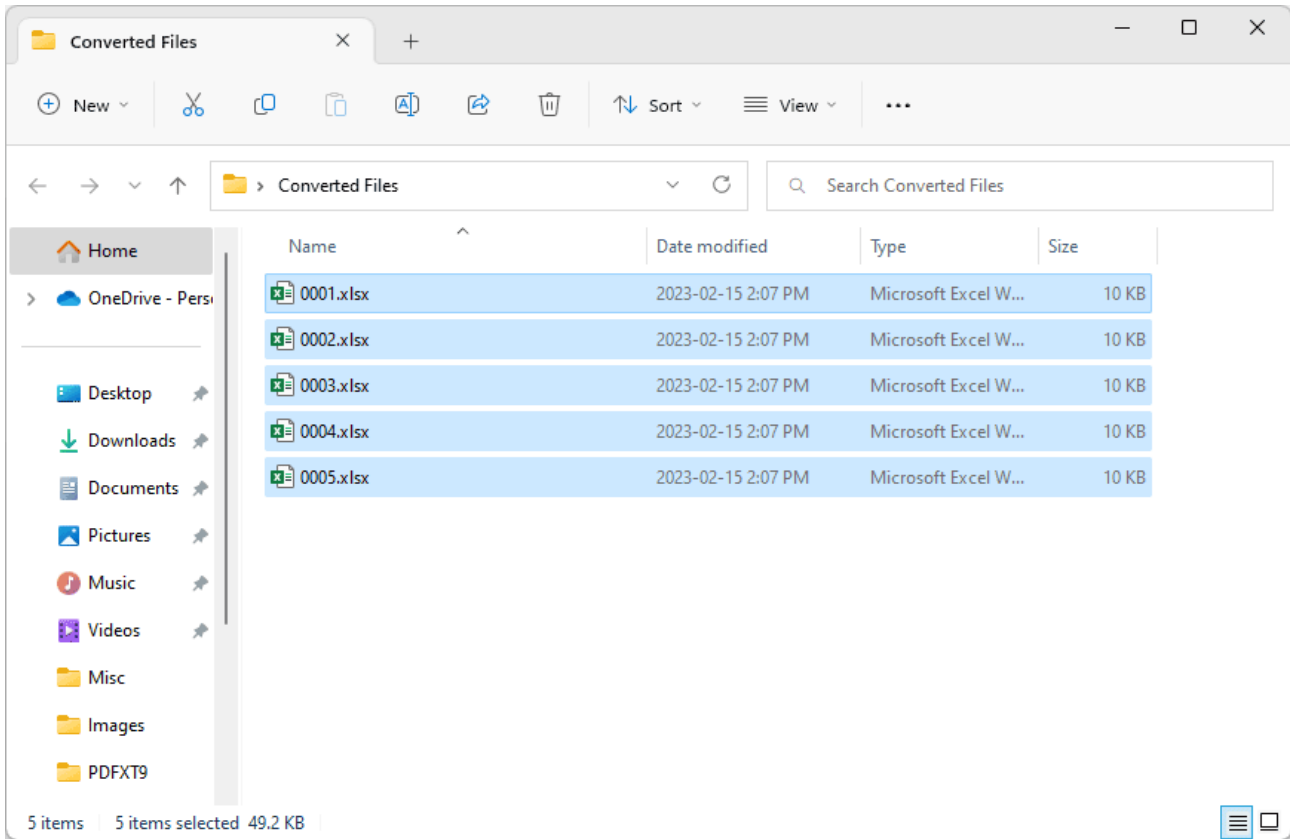 Converted Files
New
Sort
View
Converted Files
Search Converted Files
Home
OneDrive - Pers
Desktop
Downloads
Documents
Pictures
Music
Videos
Misc
Images
PDFXT9
Name Date modified Type Size
0001.xlsx 2023-02-15 2:07 PM Microsoft Excel W... 10 KB
0002.xlsx 2023-02-15 2:07 PM Microsoft Excel W... 10 KB
0003.xlsx 2023-02-15 2:07 PM Microsoft Excel W... 10 KB
0004.xlsx 2023-02-15 2:07 PM Microsoft Excel W... 10 KB
0005.xlsx 2023-02-15 2:07 PM Microsoft Excel W... 10 KB
5 items 5 items selected 49.2 KB